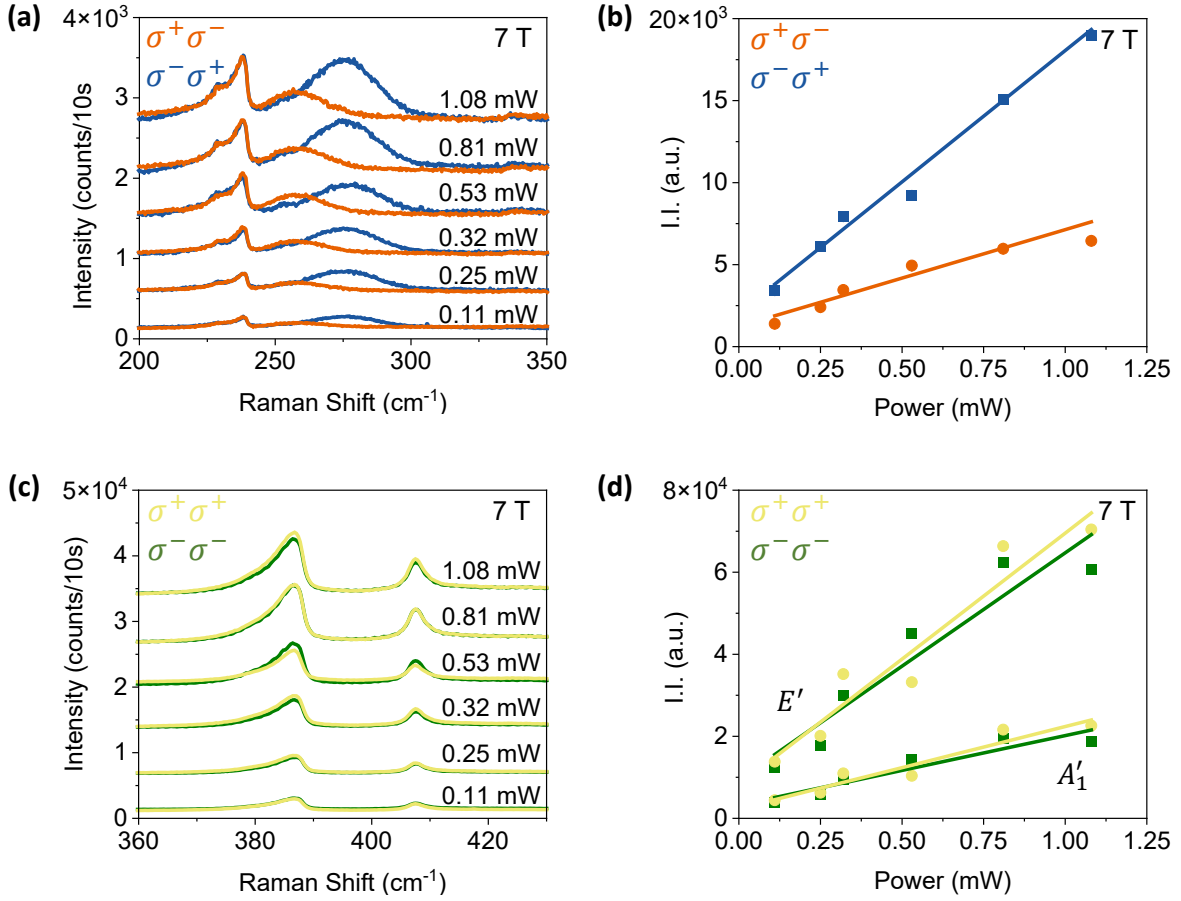 (a)
4×10³
σ⁺σ⁻
σ⁻σ⁺
7 T
1.08 mW
0.81 mW
0.53 mW
0.32 mW
0.25 mW
0.11 mW
3
2
1
0
200
250
300
350
Intensity (counts/10s)
Raman Shift (cm⁻¹)
(b)
20×10³
σ⁺σ⁻
σ⁻σ⁺
7 T
15
10
5
0
0.00
0.25
0.50
0.75
1.00
1.25
I.I. (a.u.)
Power (mW)
(c)
5×10⁴
σ⁺σ⁺
σ⁻σ⁻
7 T
1.08 mW
0.81 mW
0.53 mW
0.32 mW
0.25 mW
0.11 mW
4
3
2
1
0
360
380
400
420
Intensity (counts/10s)
Raman Shift (cm⁻¹)
(d)
8×10⁴
σ⁺σ⁺
σ⁻σ⁻
7 T
6
4
2
0
E′
A′₁
0.00
0.25
0.50
0.75
1.00
1.25
I.I. (a.u.)
Power (mW)